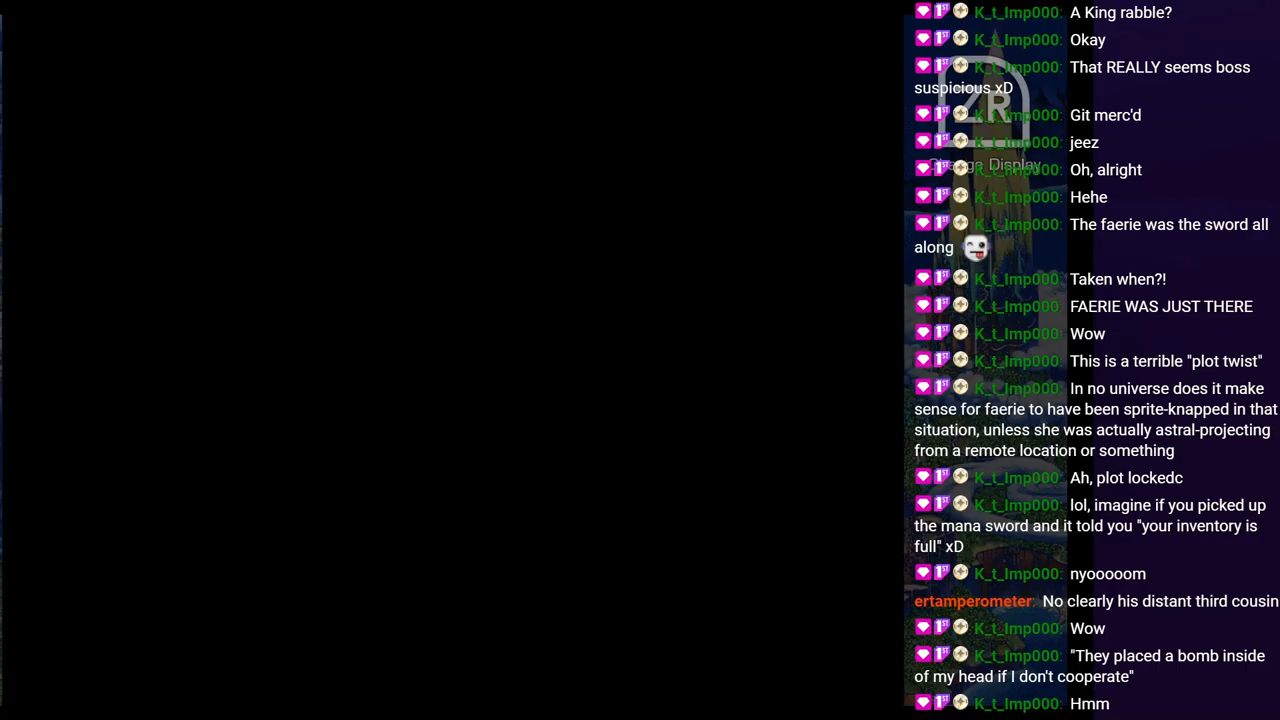 K_t_Imp000: A King rabble?
K_t_Imp000: Okay
K_t_Imp000: That REALLY seems boss
suspicious xD
ZR
K_t_Imp000: Git merc'd
K_t_Imp000: jeez
Change Display
K_t_Imp000: Oh, alright
K_t_Imp000: Hehe
K_t_Imp000: The faerie was the sword all
along
K_t_Imp000: Taken when?!
K_t_Imp000: FAERIE WAS JUST THERE
K_t_Imp000: Wow
K_t_Imp000: This is a terrible "plot twist"
K_t_Imp000: In no universe does it make
sense for faerie to have been sprite-knapped in that
situation, unless she was actually astral-projecting
from a remote location or something
K_t_Imp000: Ah, plot lockedc
K_t_Imp000: lol, imagine if you picked up
the mana sword and it told you "your inventory is
full" xD
K_t_Imp000: nyooooom
ertamperometer: No clearly his distant third cousin
K_t_Imp000: Wow
K_t_Imp000: "They placed a bomb inside
of my head if I don't cooperate"
K_t_Imp000: Hmm